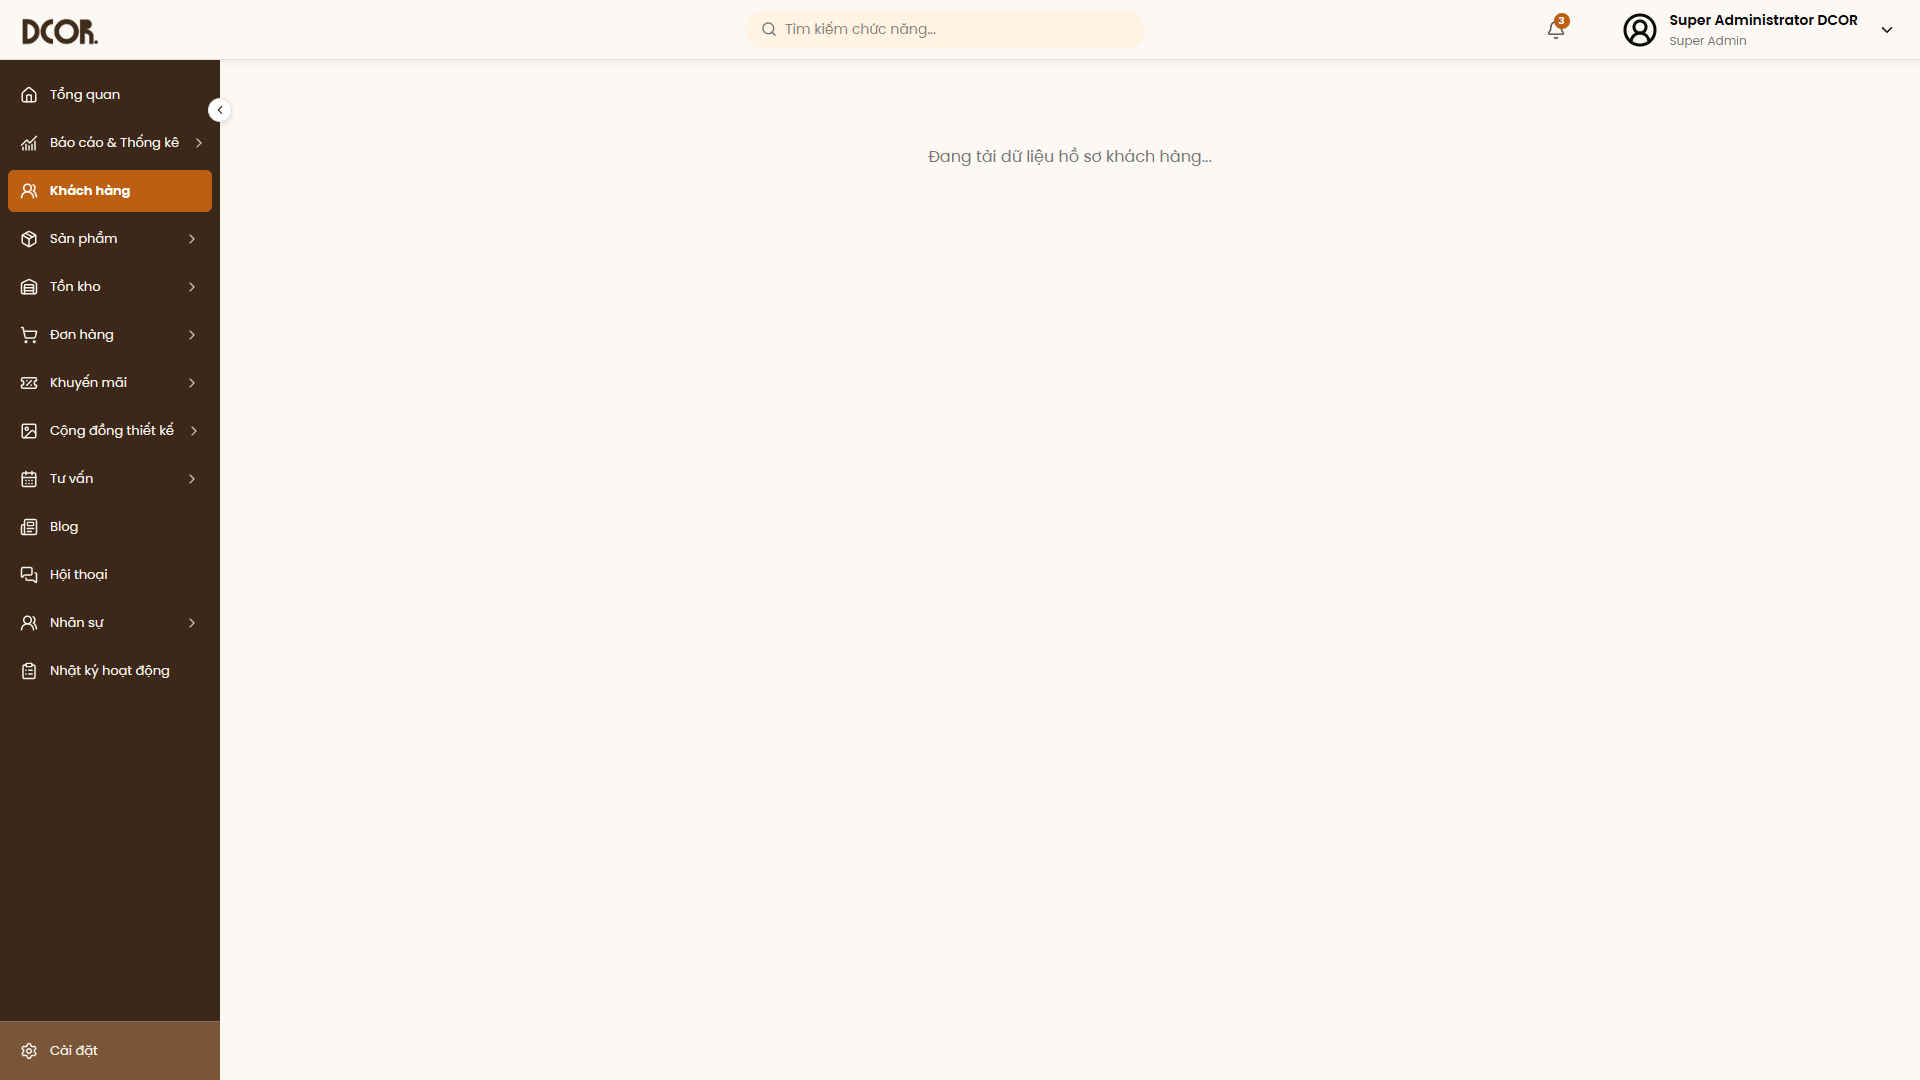 DCOR.
Tìm kiếm chức năng...
3
Super Administrator DCOR
Super Admin
Tổng quan
Báo cáo & Thống kê
Khách hàng
Sản phẩm
Tồn kho
Đơn hàng
Khuyến mãi
Cộng đồng thiết kế
Tư vấn
Blog
Hội thoại
Nhân sự
Nhật ký hoạt động
Cài đặt
Đang tải dữ liệu hồ sơ khách hàng...